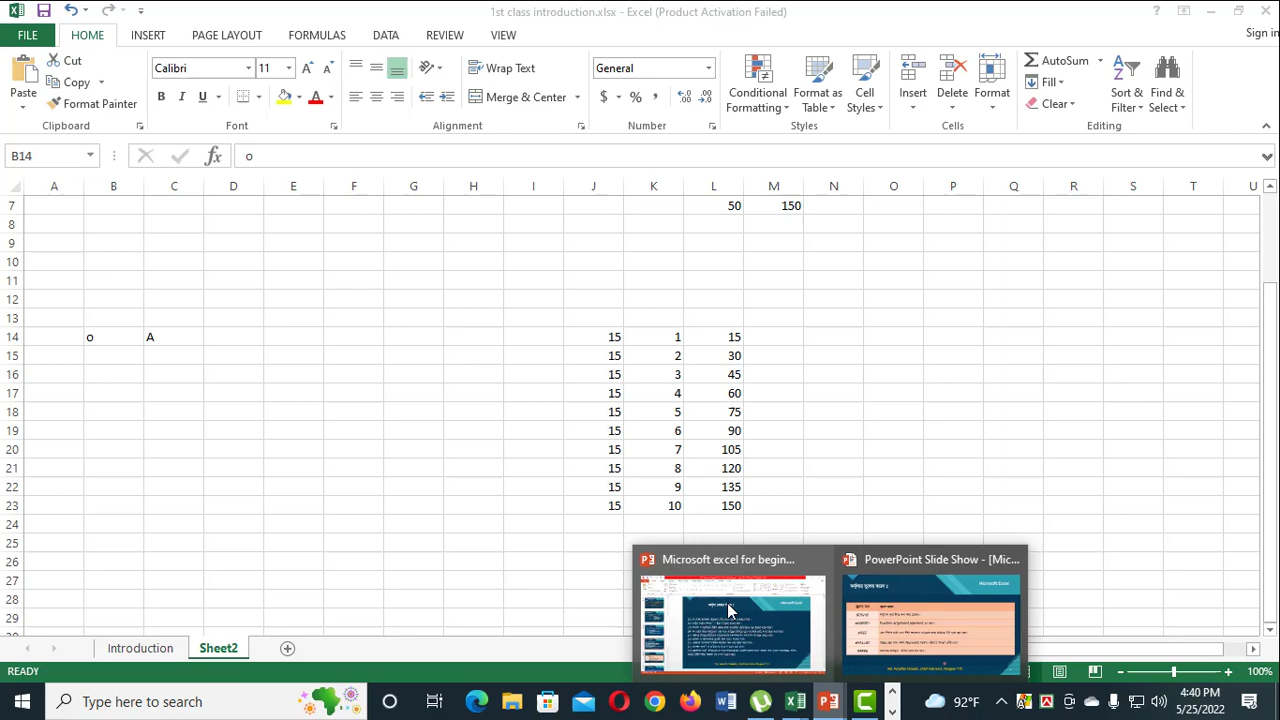 1st class introduction.xlsx - Excel (Product Activation Failed)
FILE HOME INSERT PAGE LAYOUT FORMULAS DATA REVIEW VIEW Sign in
Cut Calibri 11 Wrap Text General AutoSum
Copy Fill
Paste Format Painter B I U A Merge & Center $ % , Conditional Formatting Format as Table Cell Styles Insert Delete Format Clear Sort & Filter Find & Select
Clipboard Font Alignment Number Styles Cells Editing
B14 fx o
A B C D E F G H I J K L M N O P Q R S T U
7 50 150
8
9
10
11
12
13
14 o A 15 1 15
15 15 2 30
16 15 3 45
17 15 4 60
18 15 5 75
19 15 6 90
20 15 7 105
21 15 8 120
22 15 9 135
23 15 10 150
24
25
26 Microsoft excel for begin... PowerPoint Slide Show - [Mic...
27
Microsoft Excel
100%
Type here to search 92°F 4:40 PM
5/25/2022